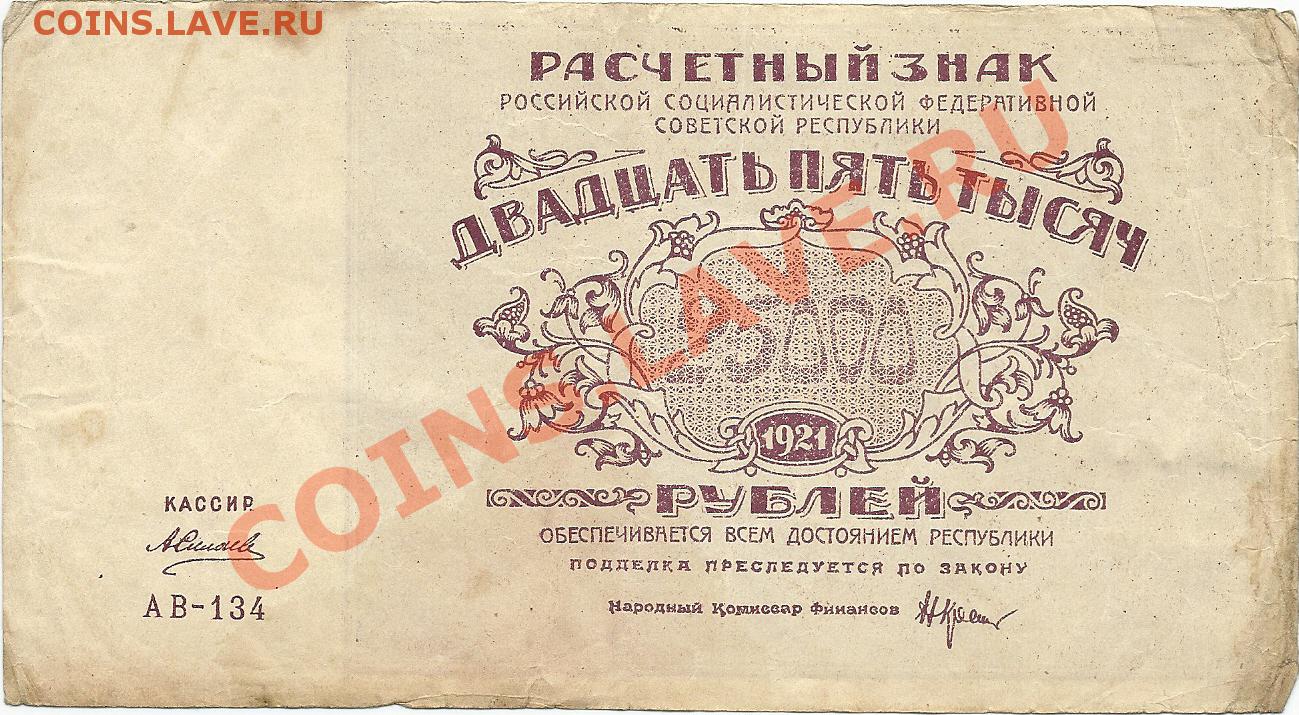 COINS.LAVE.RU
РАСЧЕТНЫЙ ЗНАК
РОССИЙСКОЙ СОЦИАЛИСТИЧЕСКОЙ ФЕДЕРАТИВНОЙ
СОВЕТСКОЙ РЕСПУБЛИКИ
ДВАДЦАТЬ ПЯТЬ ТЫСЯЧ
25000
1921
РУБЛЕЙ
ОБЕСПЕЧИВАЕТСЯ ВСЕМ ДОСТОЯНИЕМ РЕСПУБЛИКИ
ПОДДЕЛКА ПРЕСЛЕДУЕТСЯ ПО ЗАКОНУ
Народный Комиссар Финансов
КАССИР
АВ-134
COINS.LAVE.RU